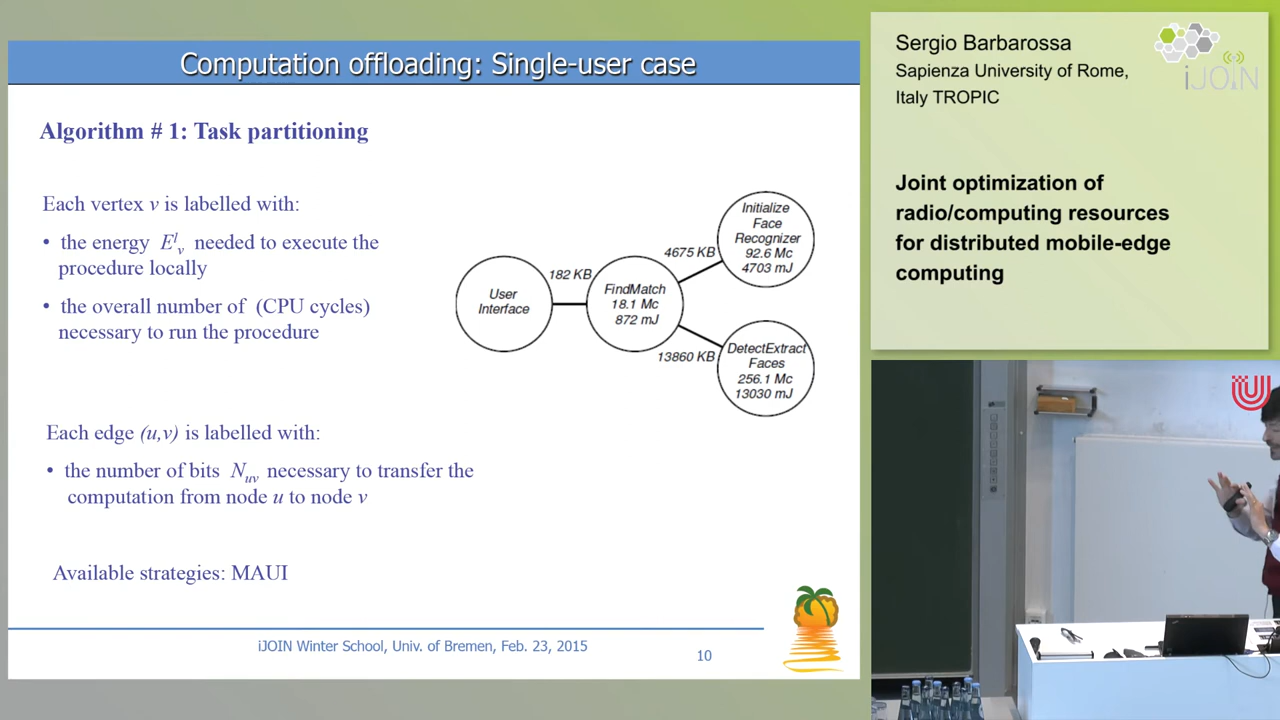 Computation offloading: Single-user case
Algorithm # 1: Task partitioning
Each vertex v is labelled with:
• the energy E^l_v needed to execute the
procedure locally
• the overall number of (CPU cycles)
necessary to run the procedure
User
Interface
182 KB
FindMatch
18.1 Mc
872 mJ
4675 KB
Initialize
Face
Recognizer
92.6 Mc
4703 mJ
13860 KB
DetectExtract
Faces
256.1 Mc
13030 mJ
Each edge (u,v) is labelled with:
• the number of bits N_uv necessary to transfer the
computation from node u to node v
Available strategies: MAUI
iJOIN Winter School, Univ. of Bremen, Feb. 23, 2015
10
Sergio Barbarossa
Sapienza University of Rome,
Italy TROPIC
iJOIN
Joint optimization of
radio/computing resources
for distributed mobile-edge
computing